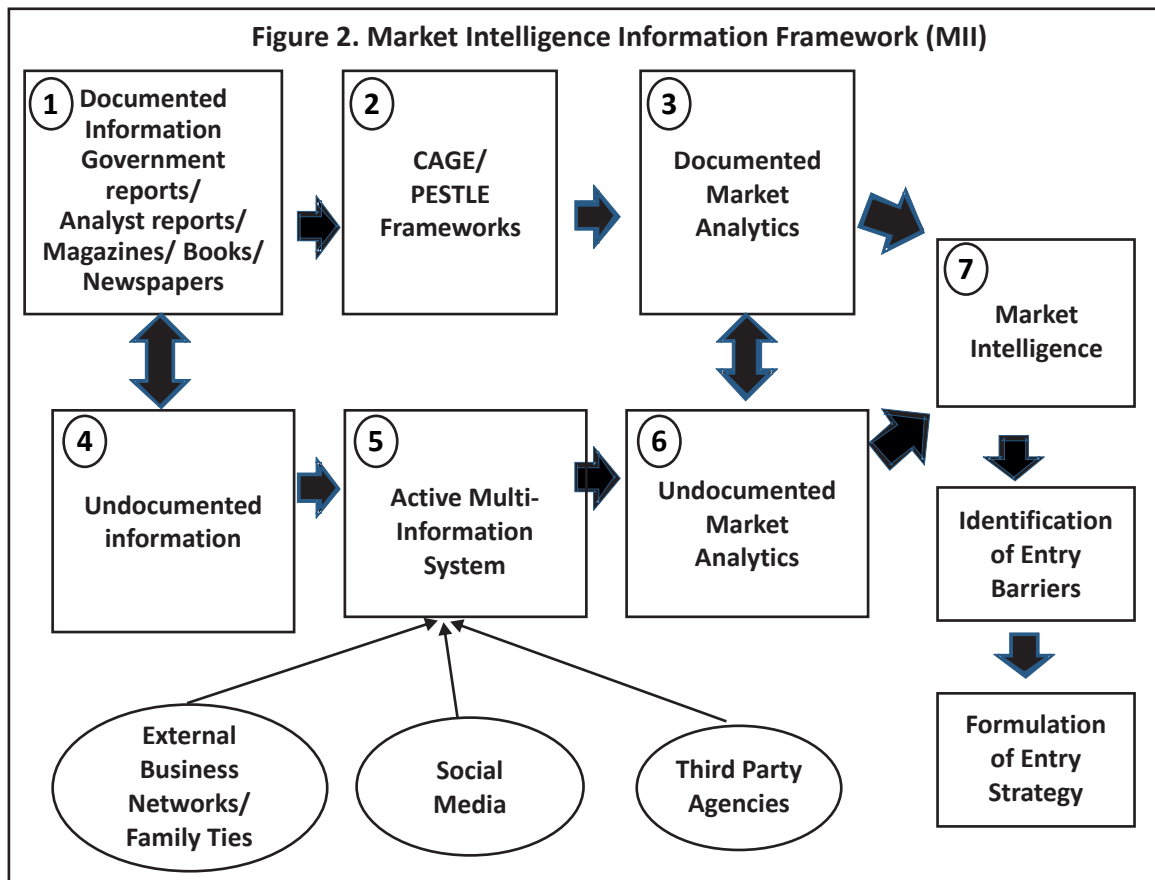 Figure 2. Market Intelligence Information Framework (MII)
1
Documented
Information
Government
reports/
Analyst reports/
Magazines/ Books/
Newspapers
2
CAGE/
PESTLE
Frameworks
3
Documented
Market
Analytics
7
Market
Intelligence
4
Undocumented
information
5
Active Multi-
Information
System
6
Undocumented
Market
Analytics
Identification
of Entry
Barriers
External
Business
Networks/
Family Ties
Social
Media
Third Party
Agencies
Formulation
of Entry
Strategy